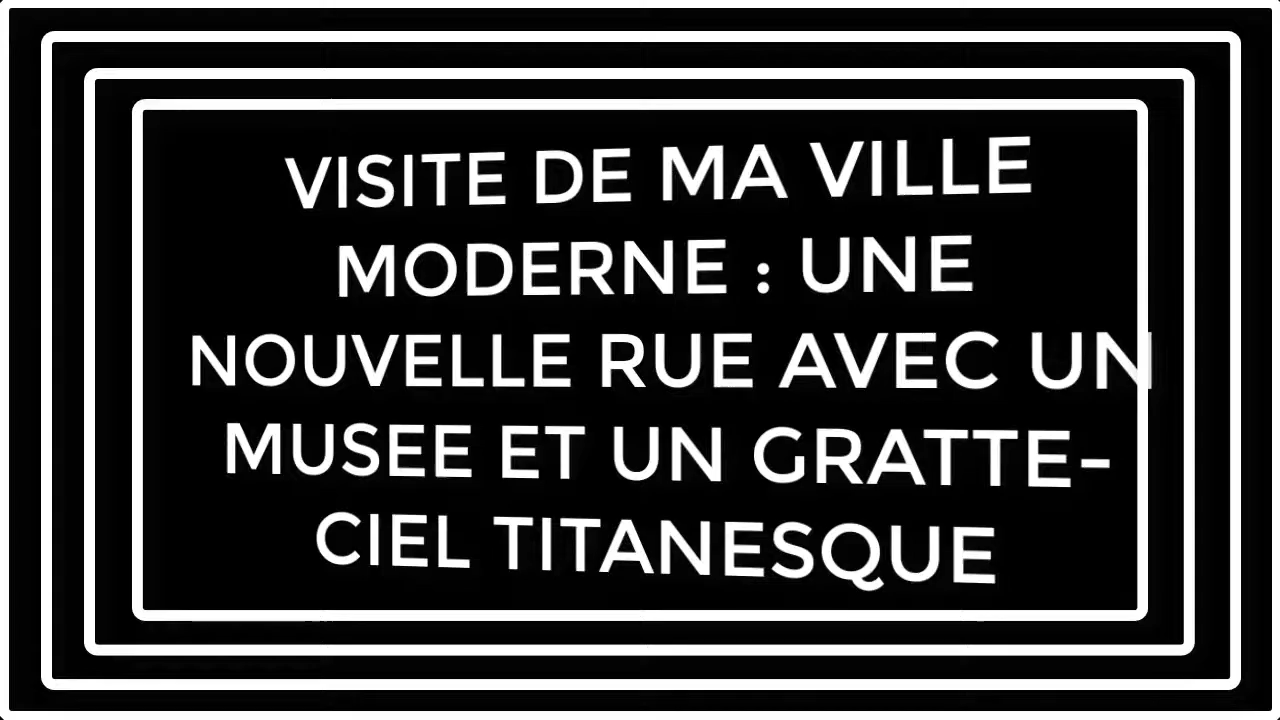 VISITE DE MA VILLE
MODERNE : UNE
NOUVELLE RUE AVEC UN
MUSEE ET UN GRATTE-
CIEL TITANESQUE